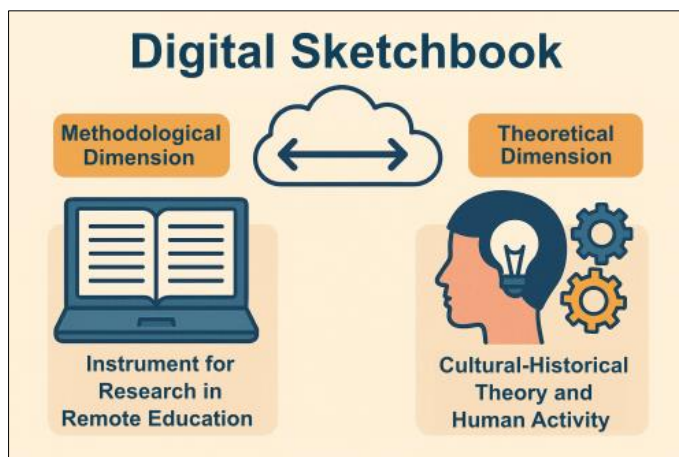 Digital Sketchbook
Methodological
Dimension
Theoretical
Dimension
Instrument for
Research in
Remote Education
Cultural-Historical
Theory and
Human Activity